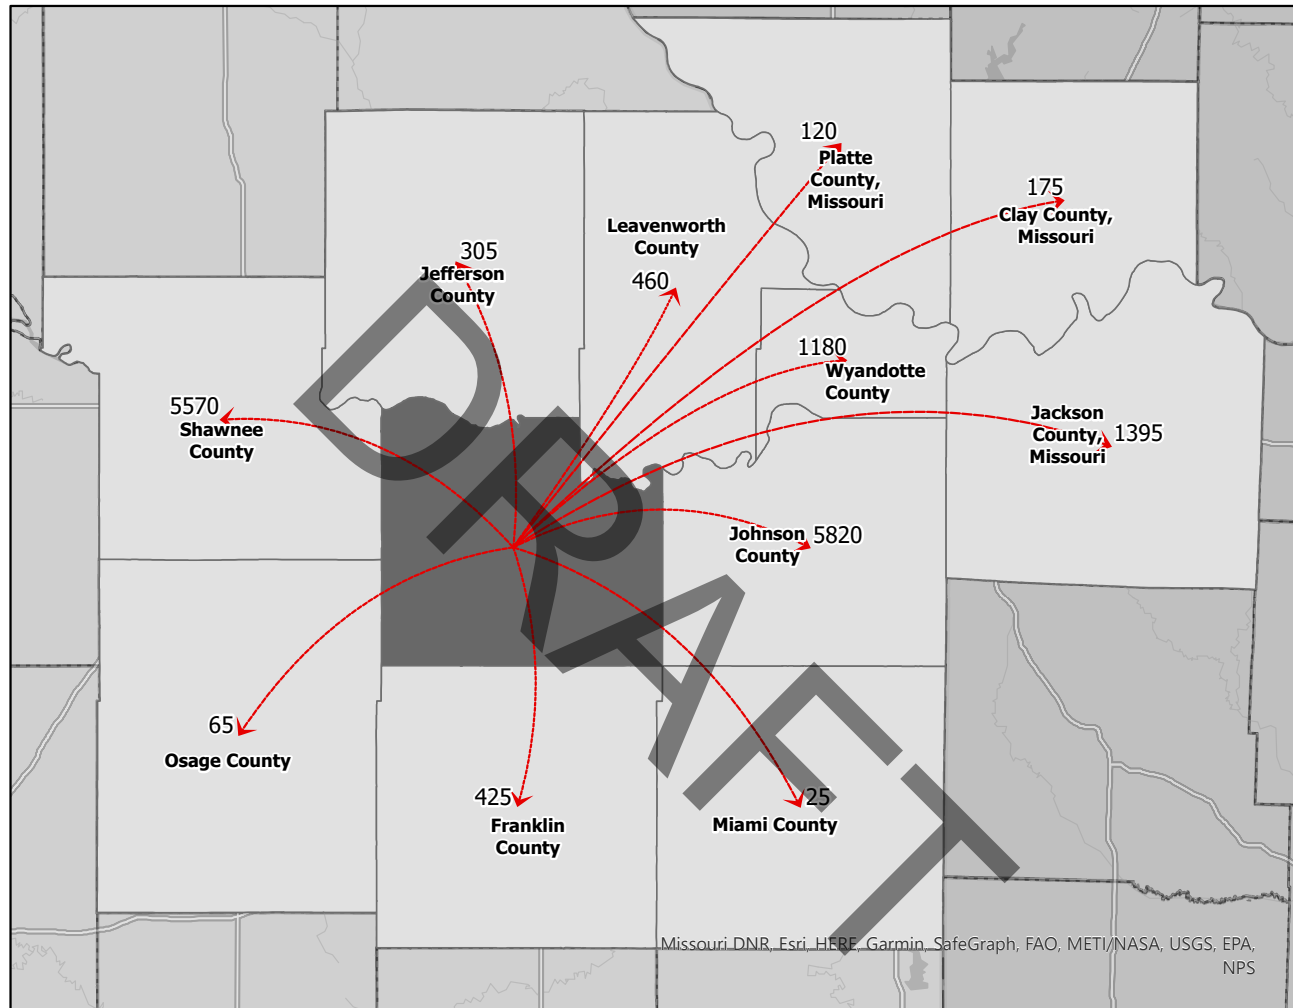 120
Platte
County,
Missouri
175
Clay County,
Missouri
Leavenworth
County
460
305
Jefferson
County
1180
Wyandotte
County
5570
Shawnee
County
Jackson
County,
Missouri
1395
Johnson
County
5820
65
Osage County
425
Franklin
County
25
Miami County
DRAFT
Missouri DNR, Esri, HERE, Garmin, SafeGraph, FAO, METI/NASA, USGS, EPA,
NPS